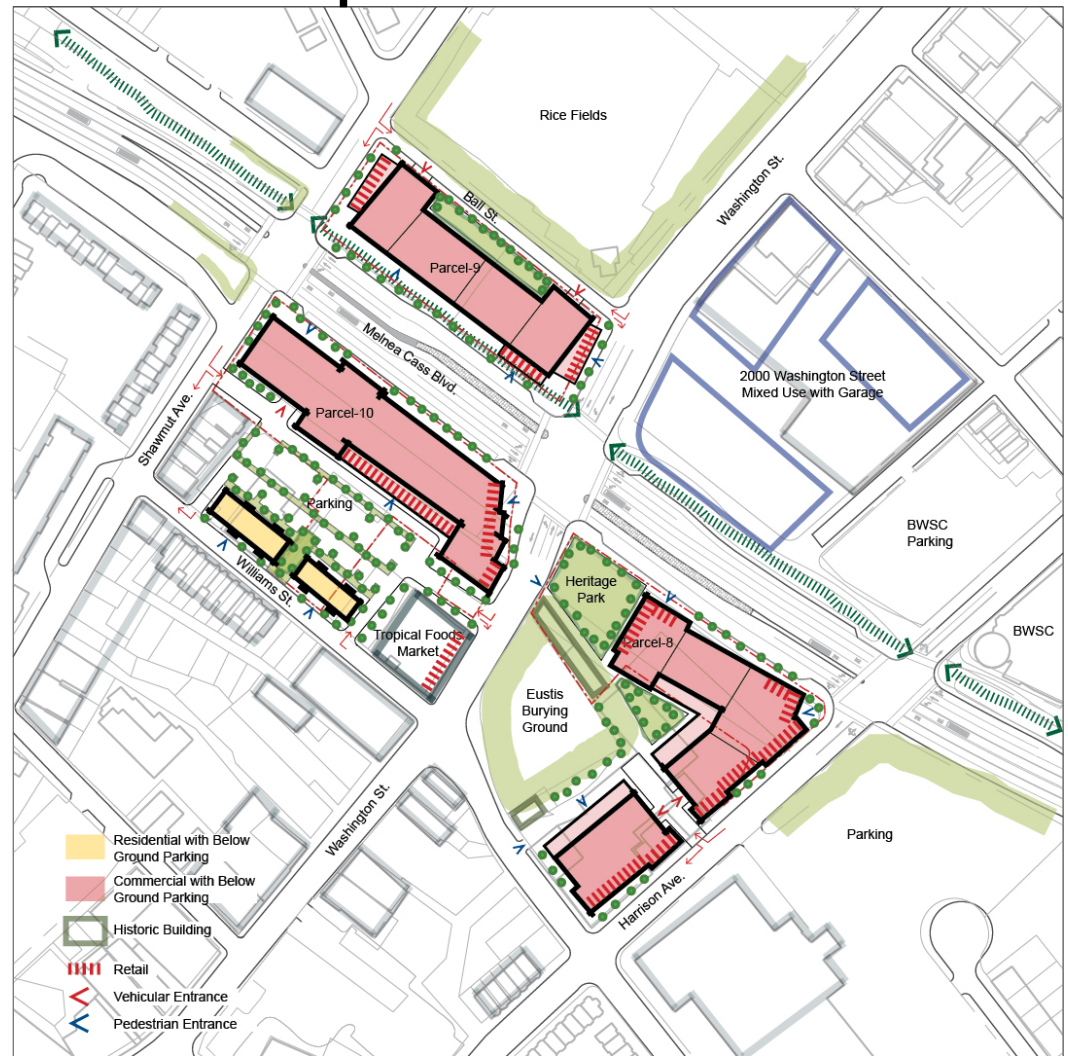 Rice Fields
Washington St.
Ball St.
Parcel-9
Melnea Cass Blvd.
2000 Washington Street
Mixed Use with Garage
Shawmut Ave.
Parcel-10
Parking
BWSC
Parking
Williams St.
Heritage
Park
Parcel-8
BWSC
Tropical Foods
Market
Eustis
Burying
Ground
Washington St.
Parking
Harrison Ave.
Residential with Below
Ground Parking
Commercial with Below
Ground Parking
Historic Building
Retail
Vehicular Entrance
Pedestrian Entrance